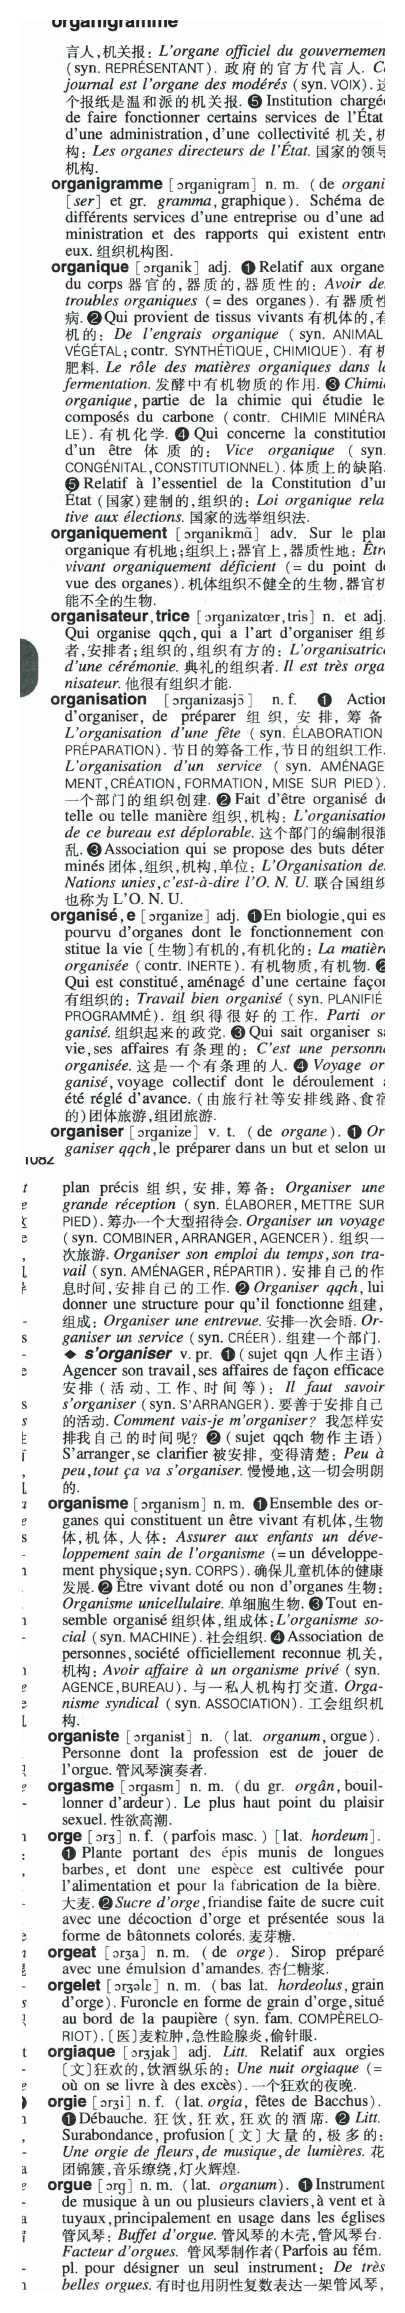 organigramme
言人,机关报: L'organe officiel du gouvernemen
(syn. REPRÉSENTANT). 政府的官方代言人. C
journal est l'organe des modérés (syn. VOIX). 这
个报纸是温和派的机关报. ❺ Institution chargée
de faire fonctionner certains services de l'État
d'une administration, d'une collectivité 机关,机
构: Les organes directeurs de l'État. 国家的领导
机构.
organigramme [ɔrganigram] n. m. (de organi
[ser] et gr. gramma, graphique). Schéma de
différents services d'une entreprise ou d'une ad
ministration et des rapports qui existent entre
eux. 组织机构图.
organique [ɔrganik] adj. ❶ Relatif aux organe
du corps 器官的,器质的,器质性的: Avoir de
troubles organiques (= des organes). 有器质性
病. ❷ Qui provient de tissus vivants 有机体的,有
机的: De l'engrais organique (syn. ANIMAL
VÉGÉTAL; contr. SYNTHÉTIQUE, CHIMIQUE). 有机
肥料. Le rôle des matières organiques dans la
fermentation. 发酵中有机物质的作用. ❸ Chimie
organique, partie de la chimie qui étudie le
composés du carbone (contr. CHIMIE MINÉRA
LE). 有机化学. ❹ Qui concerne la constitution
d'un être 体质的: Vice organique (syn.
CONGÉNITAL, CONSTITUTIONNEL). 体质上的缺陷.
❺ Relatif à l'essentiel de la Constitution d'un
État (国家)建制的,组织的: Loi organique rela
tive aux élections. 国家的选举组织法.
organiquement [ɔrganikmɑ̃] adv. Sur le plan
organique 有机地;组织上;器官上,器质性地: Être
vivant organiquement déficient (= du point de
vue des organes). 机体组织不健全的生物,器官机
能不全的生物.
organisateur, trice [ɔrganizatœr, tris] n. et adj.
Qui organise qqch, qui a l'art d'organiser 组织
者,安排者;组织的,组织有方的: L'organisatrice
d'une cérémonie. 典礼的组织者. Il est très orga
nisateur. 他很有组织才能.
organisation [ɔrganizasjɔ̃] n. f. ❶ Action
d'organiser, de préparer 组织,安排,筹备
L'organisation d'une fête (syn. ÉLABORATION
PRÉPARATION). 节日的筹备工作,节日的组织工作.
L'organisation d'un service (syn. AMÉNAGE
MENT, CRÉATION, FORMATION, MISE SUR PIED).
一个部门的组织创建. ❷ Fait d'être organisé de
telle ou telle manière 组织,机构: L'organisation
de ce bureau est déplorable. 这个部门的编制很混
乱. ❸ Association qui se propose des buts déter
minés 团体,组织,机构,单位: L'Organisation de
Nations unies, c'est-à-dire l'O. N. U. 联合国组织
也称为 L'O. N. U.
organisé, e [ɔrganize] adj. ❶ En biologie, qui es
pourvu d'organes dont le fonctionnement con
stitue la vie〔生物〕有机的,有机化的: La matière
organisée (contr. INERTE). 有机物质,有机物. ❷
Qui est constitué, aménagé d'une certaine façon
有组织的: Travail bien organisé (syn. PLANIFIÉ
PROGRAMMÉ). 组织得很好的工作. Parti or
ganisé. 组织起来的政党. ❸ Qui sait organiser sa
vie, ses affaires 有条理的: C'est une personne
organisée. 这是一个有条理的人. ❹ Voyage or
ganisé, voyage collectif dont le déroulement a
été réglé d'avance. (由旅行社等安排线路、食宿
的)团体旅游,组团旅游.
organiser [ɔrganize] v. t. (de organe). ❶ Or
ganiser qqch, le préparer dans un but et selon un
1082
plan précis 组织,安排,筹备: Organiser une
grande réception (syn. ÉLABORER, METTRE SUR
PIED). 筹办一个大型招待会. Organiser un voyage
(syn. COMBINER, ARRANGER, AGENCER). 组织一
次旅游. Organiser son emploi du temps, son tra-
vail (syn. AMÉNAGER, RÉPARTIR). 安排自己的作
息时间,安排自己的工作. ❷ Organiser qqch, lui
donner une structure pour qu'il fonctionne 组建,
组成: Organiser une entrevue. 安排一次会晤. Or-
ganiser un service (syn. CRÉER). 组建一个部门.
◆ s'organiser v. pr. ❶ (sujet qqn 人作主语)
Agencer son travail, ses affaires de façon efficace
安排(活动、工作、时间等): Il faut savoir
s'organiser (syn. S'ARRANGER). 要善于安排自己
的活动. Comment vais-je m'organiser? 我怎样安
排我自己的时间呢? ❷ (sujet qqch 物作主语)
S'arranger, se clarifier 被安排, 变得清楚: Peu à
peu, tout ça va s'organiser. 慢慢地,这一切会明朗
的.
organisme [ɔrganism] n. m. ❶ Ensemble des or-
ganes qui constituent un être vivant 有机体,生物
体,机体,人体: Assurer aux enfants un déve-
loppement sain de l'organisme (= un développe-
ment physique; syn. CORPS). 确保儿童机体的健康
发展. ❷ Être vivant doté ou non d'organes 生物:
Organisme unicellulaire. 单细胞生物. ❸ Tout en-
semble organisé 组织体,组成体: L'organisme so-
cial (syn. MACHINE). 社会组织. ❹ Association de
personnes, société officiellement reconnue 机关,
机构: Avoir affaire à un organisme privé (syn.
AGENCE, BUREAU). 与一私人机构打交道. Orga-
nisme syndical (syn. ASSOCIATION). 工会组织机
构.
organiste [ɔrganist] n. (lat. organum, orgue).
Personne dont la profession est de jouer de
l'orgue. 管风琴演奏者.
orgasme [ɔrgasm] n. m. (du gr. orgân, bouil-
lonner d'ardeur). Le plus haut point du plaisir
sexuel. 性欲高潮.
orge [ɔrʒ] n. f. (parfois masc.) [lat. hordeum].
❶ Plante portant des épis munis de longues
barbes, et dont une espèce est cultivée pour
l'alimentation et pour la fabrication de la bière.
大麦. ❷ Sucre d'orge, friandise faite de sucre cuit
avec une décoction d'orge et présentée sous la
forme de bâtonnets colorés. 麦芽糖.
orgeat [ɔrʒa] n. m. (de orge). Sirop préparé
avec une émulsion d'amandes. 杏仁糖浆.
orgelet [ɔrʒəlɛ] n. m. (bas lat. hordeolus, grain
d'orge). Furoncle en forme de grain d'orge, situé
au bord de la paupière (syn. fam. COMPÈRELO-
RIOT).〔医〕麦粒肿,急性睑腺炎,偷针眼.
orgiaque [ɔrʒjak] adj. Litt. Relatif aux orgies
〔文〕狂欢的,饮酒纵乐的: Une nuit orgiaque (=
où on se livre à des excès). 一个狂欢的夜晚.
orgie [ɔrʒi] n. f. (lat. orgia, fêtes de Bacchus).
❶ Débauche. 狂饮,狂欢,狂欢的酒席. ❷ Litt.
Surabondance, profusion〔文〕大量的,极多的:
Une orgie de fleurs, de musique, de lumières. 花
团锦簇,音乐缭绕,灯火辉煌.
orgue [ɔrg] n. m. (lat. organum). ❶ Instrument
de musique à un ou plusieurs claviers, à vent et à
tuyaux, principalement en usage dans les églises
管风琴: Buffet d'orgue. 管风琴的木壳,管风琴台.
Facteur d'orgues. 管风琴制作者(Parfois au fém.
pl. pour désigner un seul instrument: De très
belles orgues. 有时也用阴性复数表达一架管风琴,